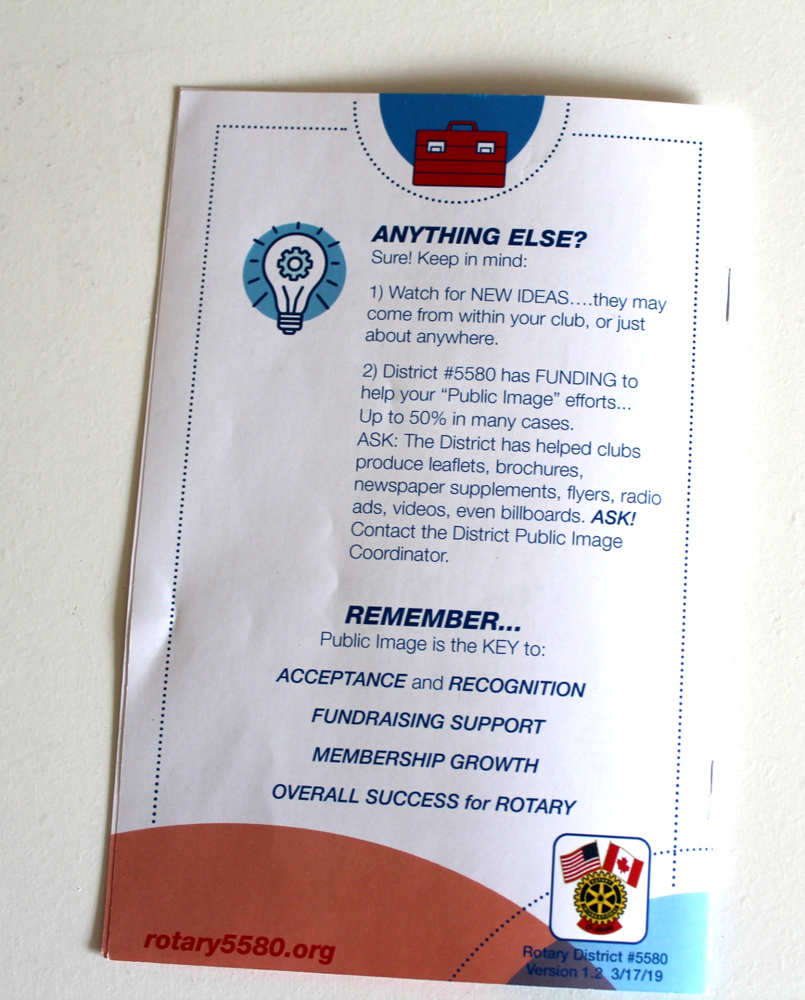 ANYTHING ELSE?
Sure! Keep in mind:
1) Watch for NEW IDEAS....they may
come from within your club, or just
about anywhere.
2) District #5580 has FUNDING to
help your “Public Image” efforts...
Up to 50% in many cases.
ASK: The District has helped clubs
produce leaflets, brochures,
newspaper supplements, flyers, radio
ads, videos, even billboards. ASK!
Contact the District Public Image
Coordinator.
REMEMBER...
Public Image is the KEY to:
ACCEPTANCE and RECOGNITION
FUNDRAISING SUPPORT
MEMBERSHIP GROWTH
OVERALL SUCCESS for ROTARY
ROTARY
INTERNATIONAL
D-5580
rotary5580.org
Rotary District #5580
Version 1.2 3/17/19